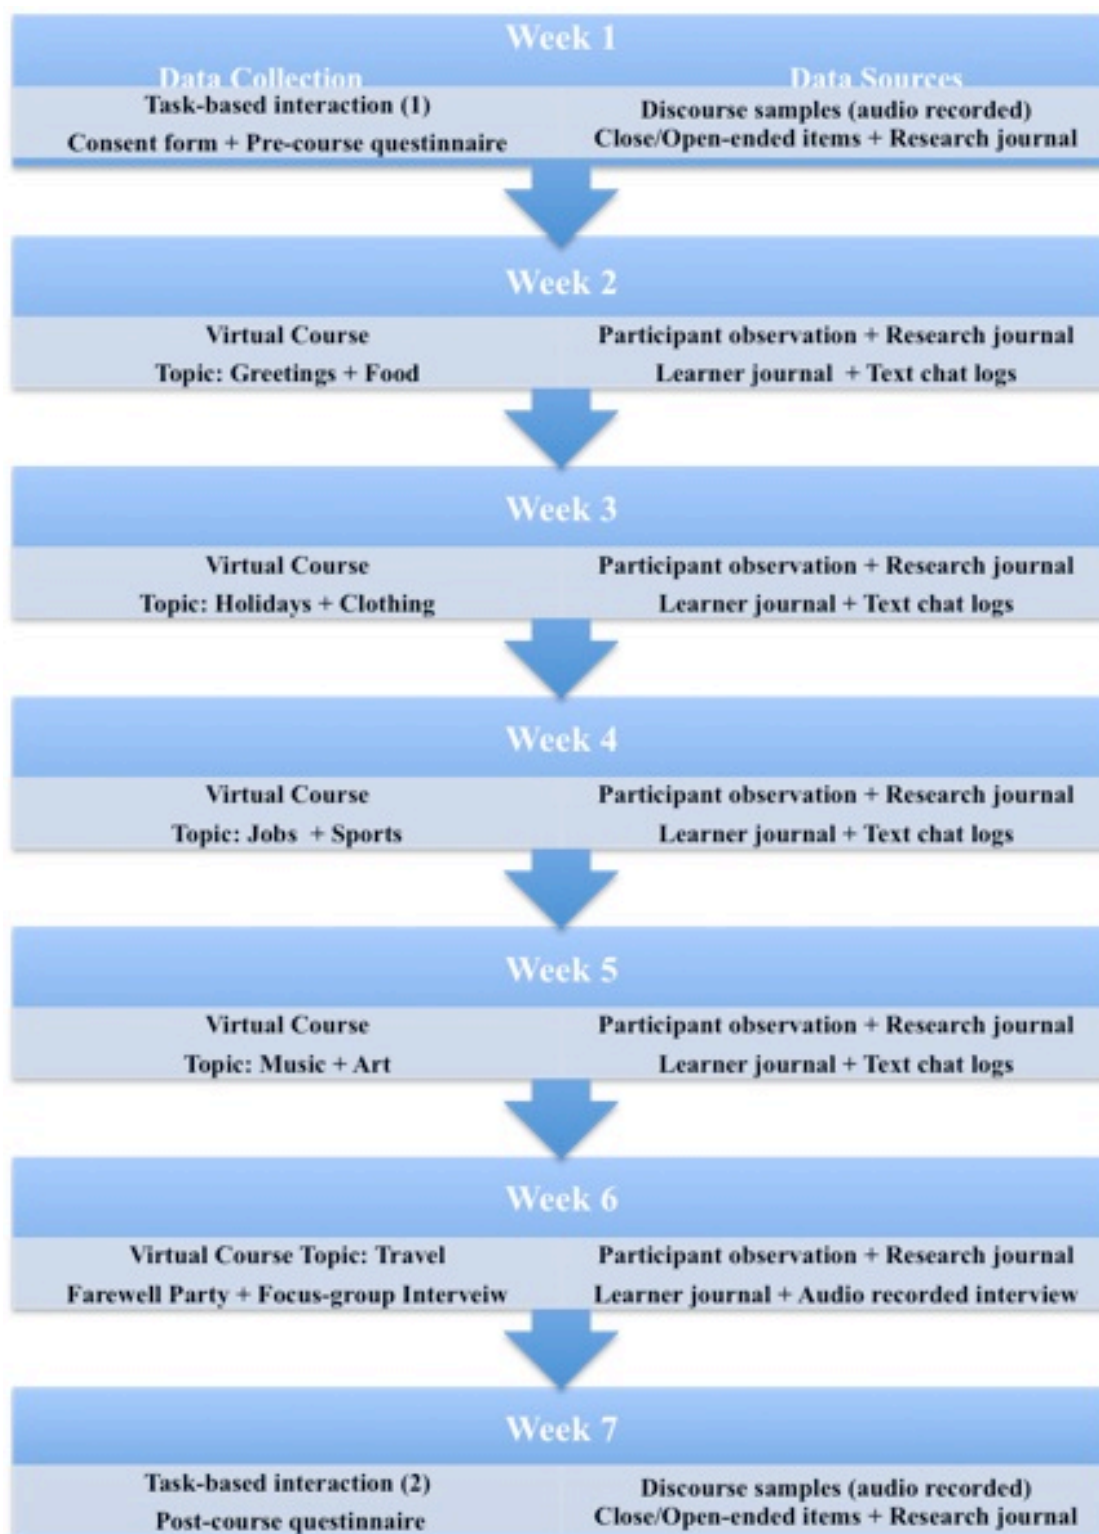 Week 1
Data Collection Data Sources
Task-based interaction (1)
Consent form + Pre-course questinnaire
Discourse samples (audio recorded)
Close/Open-ended items + Research journal
Week 2
Virtual Course
Topic: Greetings + Food
Participant observation + Research journal
Learner journal + Text chat logs
Week 3
Virtual Course
Topic: Holidays + Clothing
Participant observation + Research journal
Learner journal + Text chat logs
Week 4
Virtual Course
Topic: Jobs + Sports
Participant observation + Research journal
Learner journal + Text chat logs
Week 5
Virtual Course
Topic: Music + Art
Participant observation + Research journal
Learner journal + Text chat logs
Week 6
Virtual Course Topic: Travel
Farewell Party + Focus-group Interveiw
Participant observation + Research journal
Learner journal + Audio recorded interview
Week 7
Task-based interaction (2)
Post-course questinnaire
Discourse samples (audio recorded)
Close/Open-ended items + Research journal